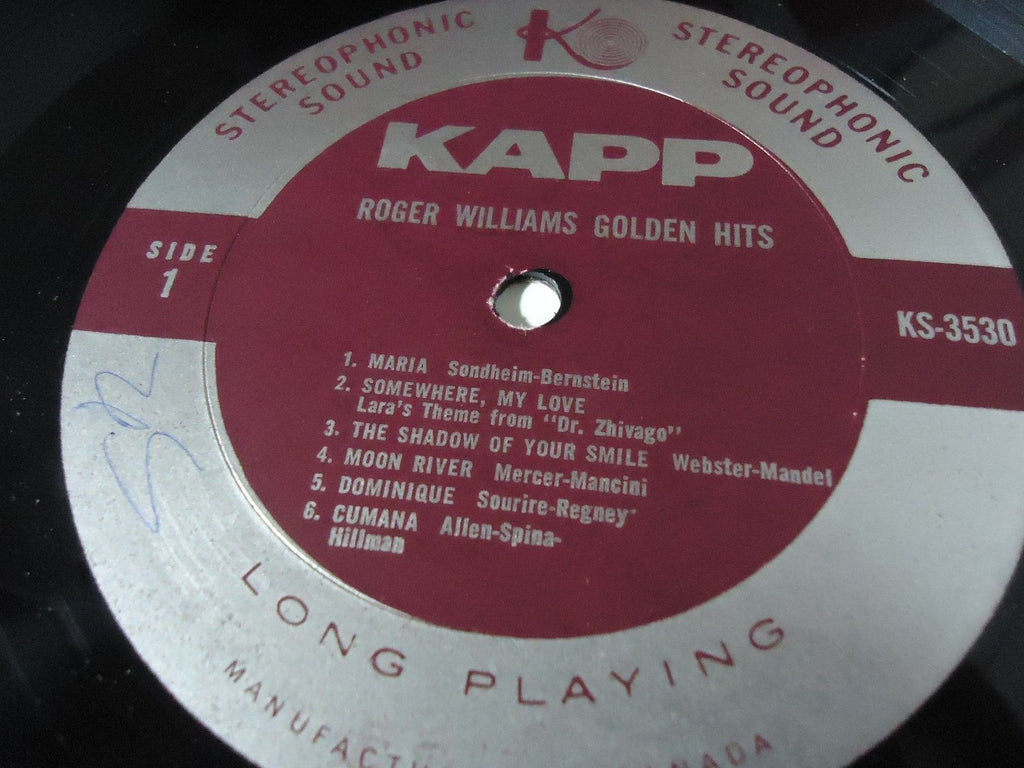 STEREOPHONIC
SOUND
K
STEREOPHONIC
SOUND
KAPP
ROGER WILLIAMS GOLDEN HITS
SIDE
1
KS-3530
1. MARIA Sondheim-Bernstein
2. SOMEWHERE, MY LOVE
Lara's Theme from "Dr. Zhivago"
3. THE SHADOW OF YOUR SMILE Webster-Mandel
4. MOON RIVER Mercer-Mancini
5. DOMINIQUE Sourire-Regney
6. CUMANA Allen-Spina-
Hillman
LONG PLAYING